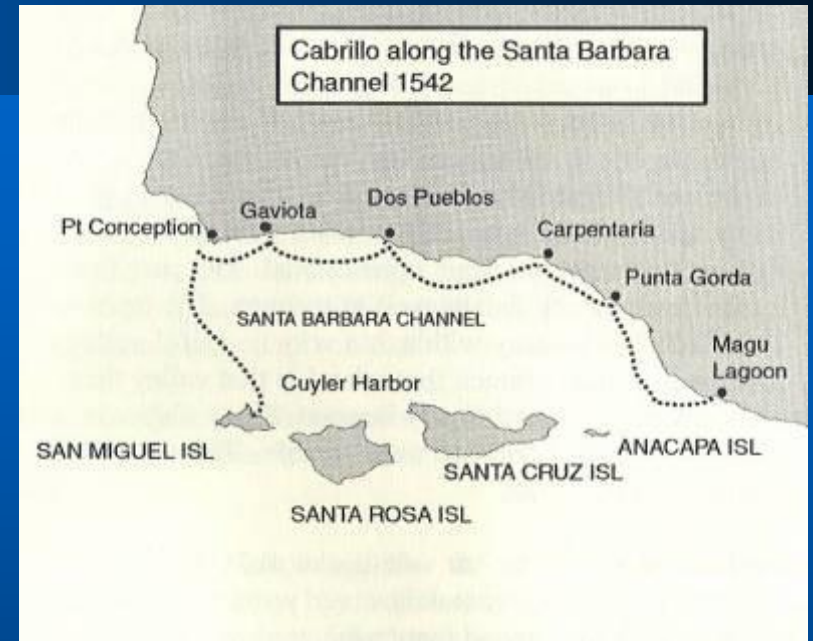 Cabrillo along the Santa Barbara
Channel 1542
Pt Conception
Gaviota
Dos Pueblos
Carpentaria
Punta Gorda
SANTA BARBARA CHANNEL
Magu
Lagoon
Cuyler Harbor
SAN MIGUEL ISL
ANACAPA ISL
SANTA CRUZ ISL
SANTA ROSA ISL